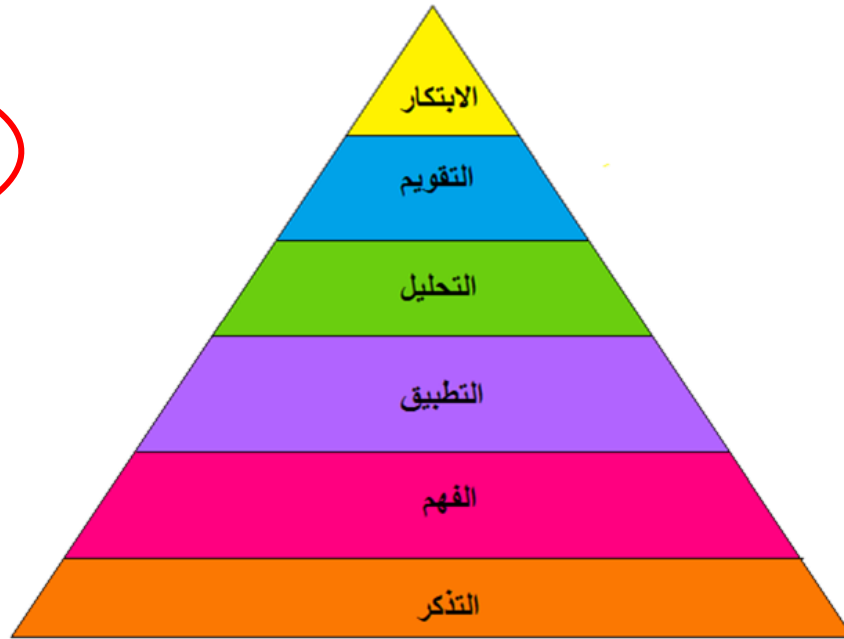 الابتكار
التقويم
التحليل
التطبيق
الفهم
التذكر